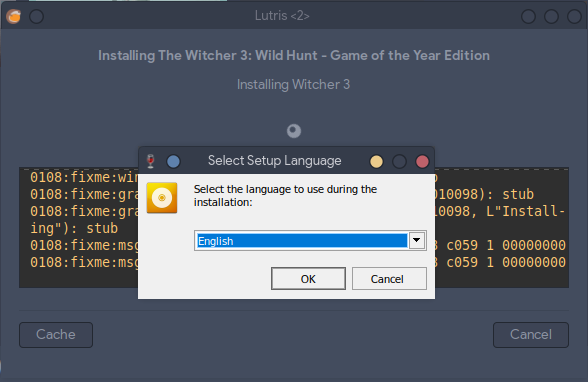 Lutris <2>
Installing The Witcher 3: Wild Hunt - Game of the Year Edition
Installing Witcher 3
Select Setup Language
Select the language to use during the
installation:
English
OK
Cancel
0108:fixme:win
0108:fixme:gra 010098): stub
0108:fixme:gra 10098, L"Install-
ing"): stub
0108:fixme:msg c059 1 00000000
0108:fixme:msg c059 1 00000000
Cache
Cancel